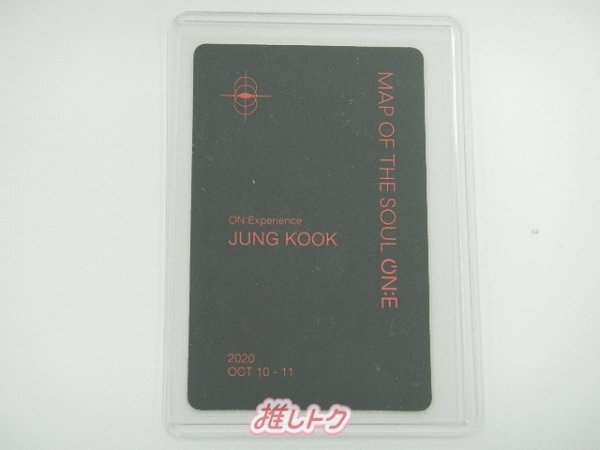 MAP OF THE SOUL ON:E
ON:Experience
JUNG KOOK
2020
OCT 10 - 11
推しトク